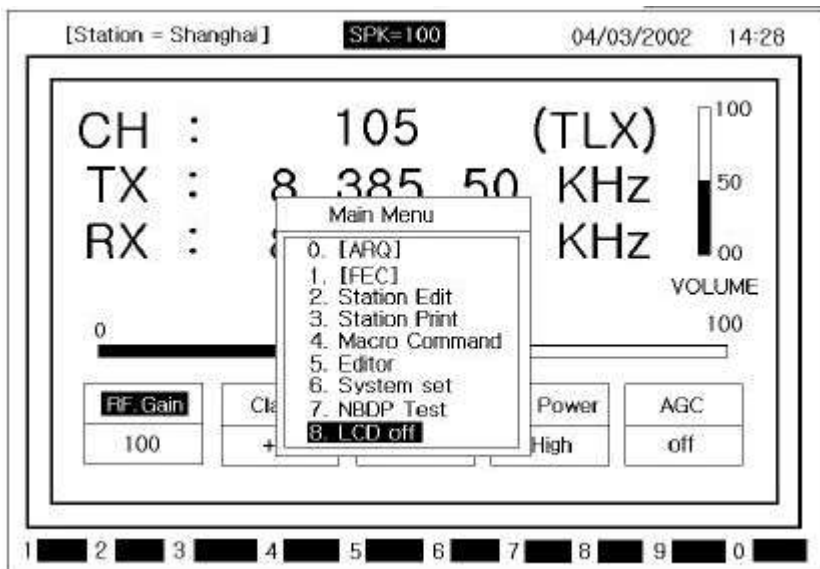 [Station = Shanghai] SPK=100 04/03/2002 14:28
CH : 105 (TLX)
TX : 8 385 50 KHz
RX : KHz
100
50
00
VOLUME
Main Menu
0. [ARQ]
1. [FEC]
2. Station Edit
3. Station Print
4. Macro Command
5. Editor
6. System set
7. NBDP Test
8. LCD off
0 100
RF. Gain Cla Power AGC
100 + High off
1 2 3 4 5 6 7 8 9 0